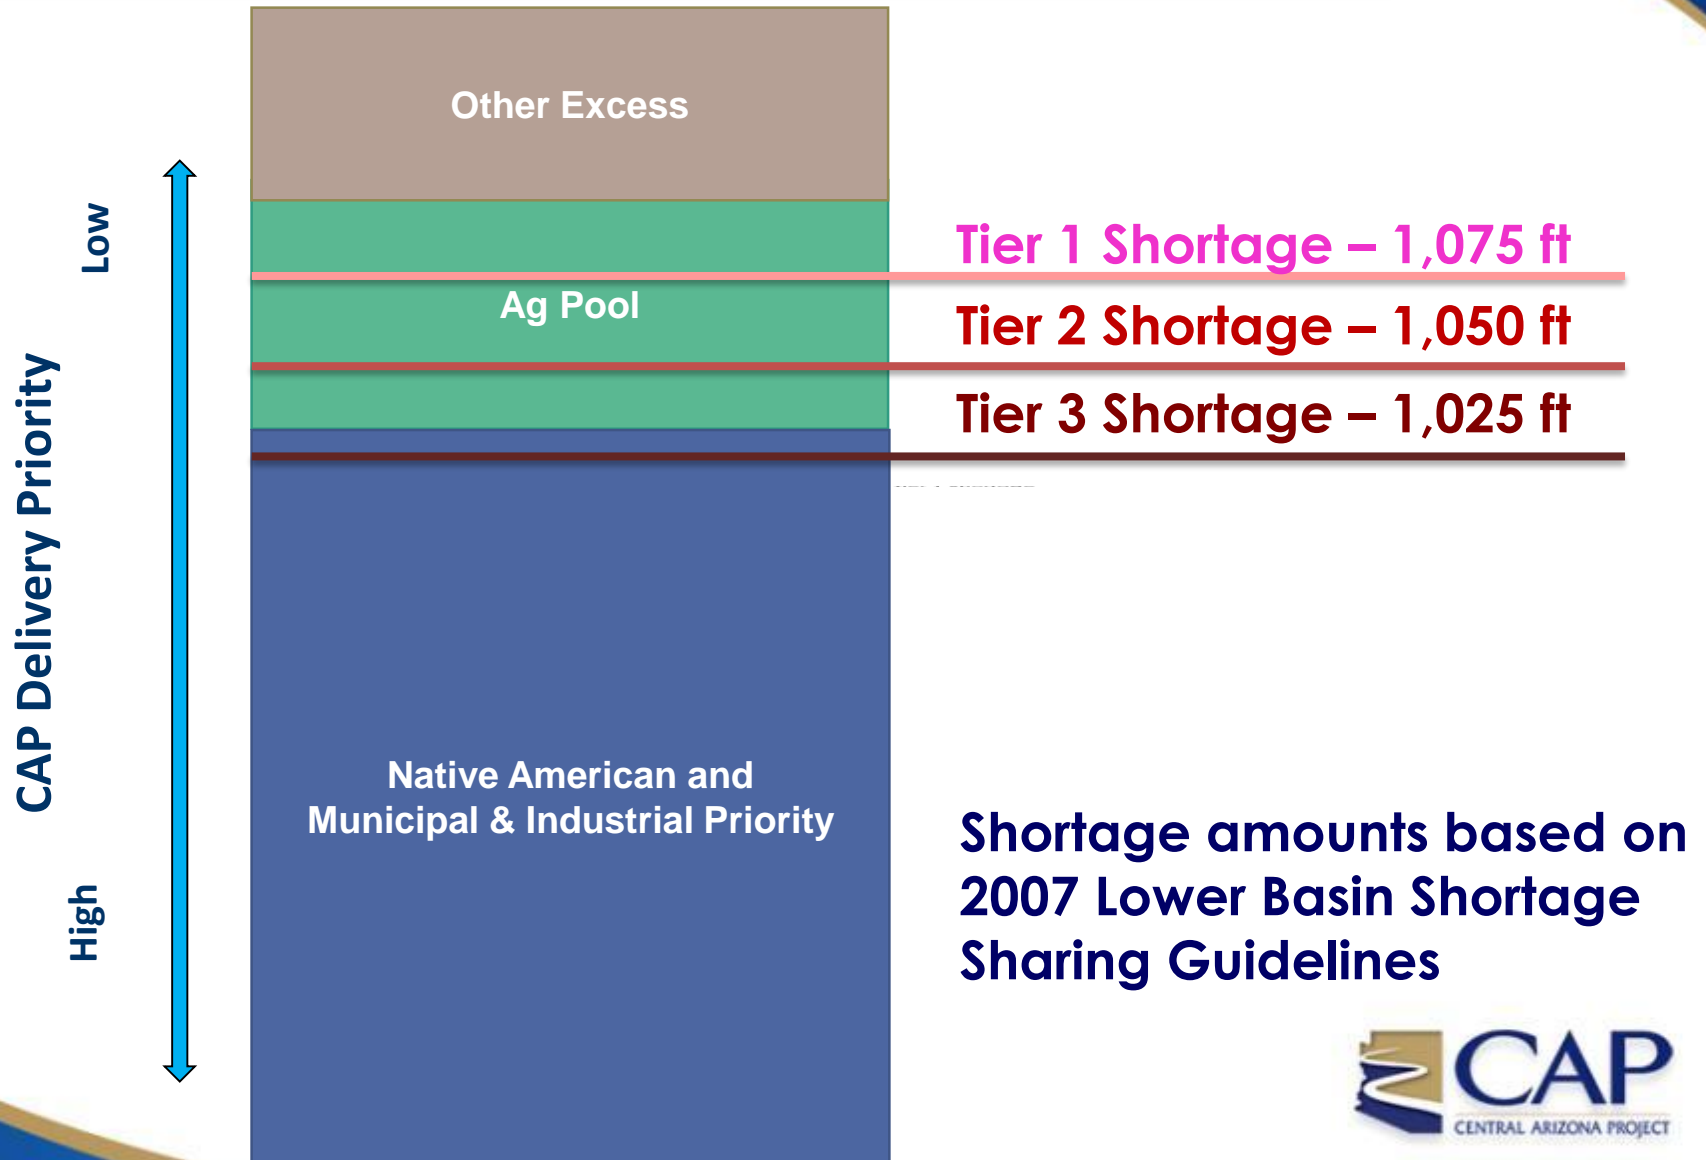 Other Excess
Low
Tier 1 Shortage – 1,075 ft
Ag Pool
Tier 2 Shortage – 1,050 ft
Tier 3 Shortage – 1,025 ft
CAP Delivery Priority
Native American and
Municipal & Industrial Priority
High
Shortage amounts based on
2007 Lower Basin Shortage
Sharing Guidelines
CAP
CENTRAL ARIZONA PROJECT